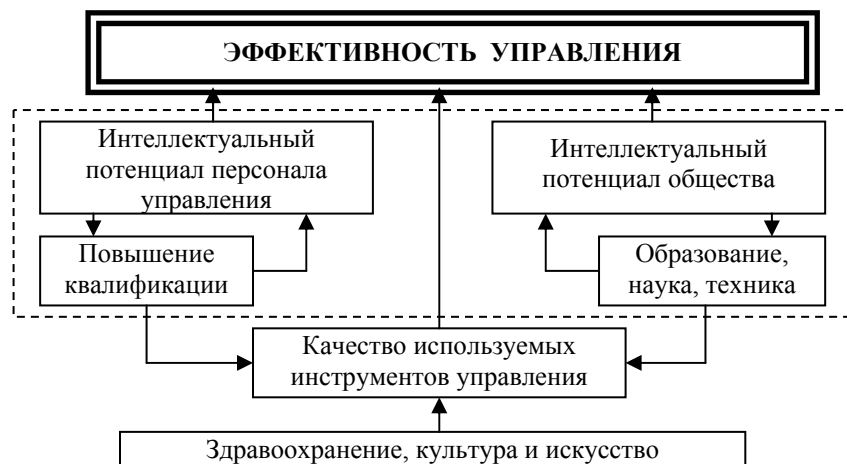 ЭФФЕКТИВНОСТЬ УПРАВЛЕНИЯ
Интеллектуальный
потенциал персонала
управления
Интеллектуальный
потенциал общества
Повышение
квалификации
Образование,
наука, техника
Качество используемых
инструментов управления
Здравоохранение, культура и искусство